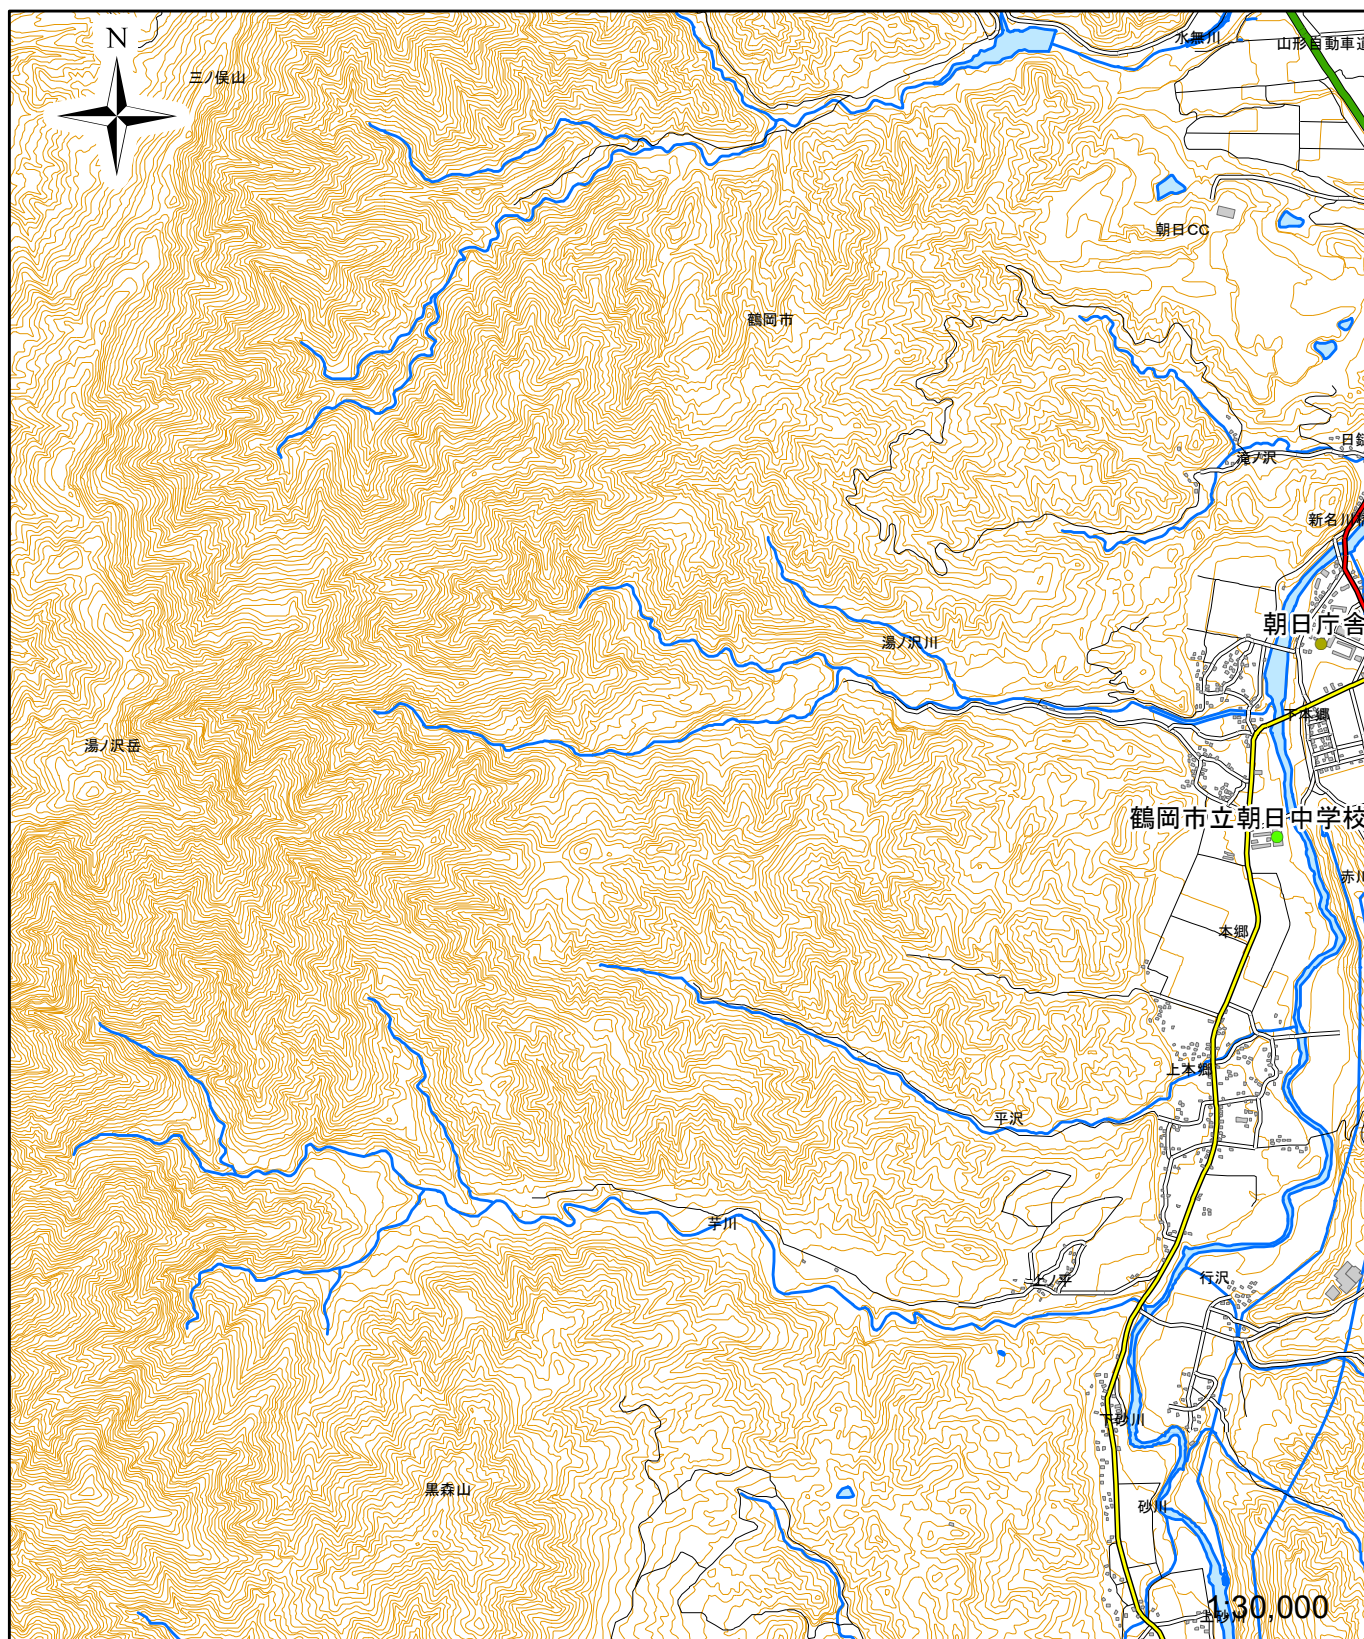 水無川
N
山形自動車道
三ノ俣山
朝日CC
鶴岡市
滝ノ沢
新名川橋
朝日庁舎
湯ノ沢川
下本郷
湯ノ沢岳
鶴岡市立朝日中学校
赤川
本郷
上本郷
平沢
芋川
行沢
上ノ平
下砂川
黒森山
砂川
1:30,000
上砂川